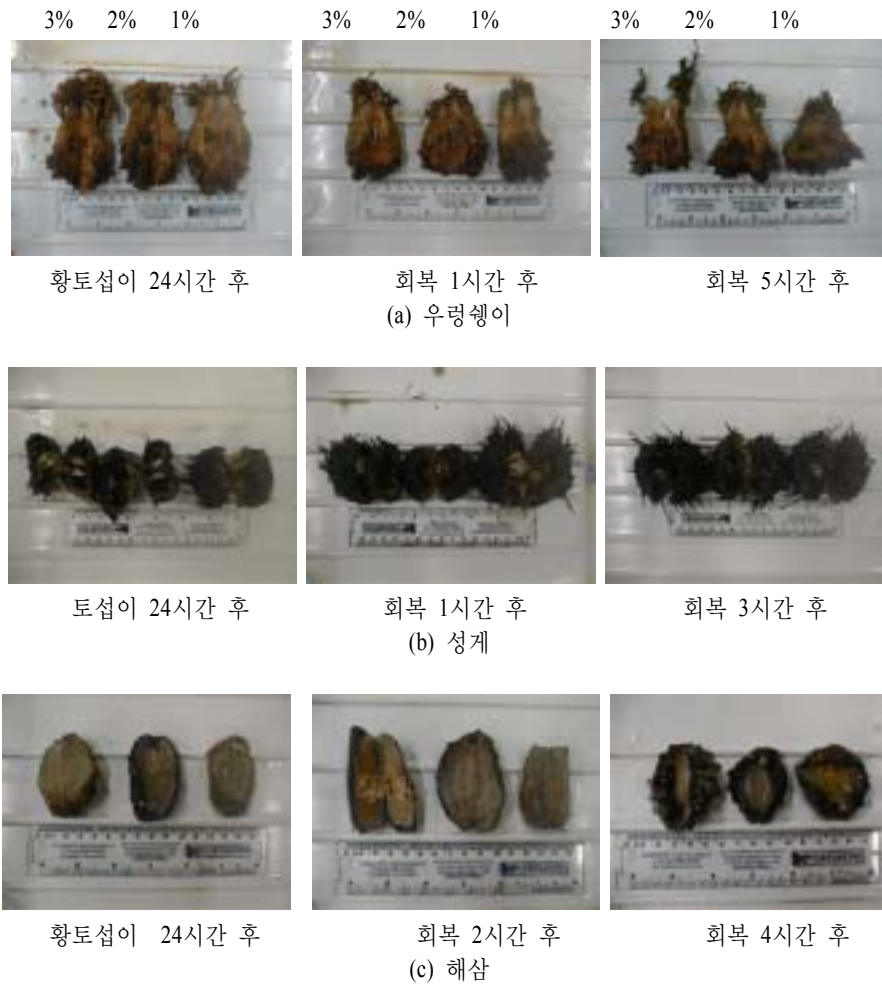 3% 2% 1% 3% 2% 1% 3% 2% 1%
황토섭이 24시간 후 회복 1시간 후 회복 5시간 후
(a) 우렁쉥이
토섭이 24시간 후 회복 1시간 후 회복 3시간 후
(b) 성게
황토섭이 24시간 후 회복 2시간 후 회복 4시간 후
(c) 해삼